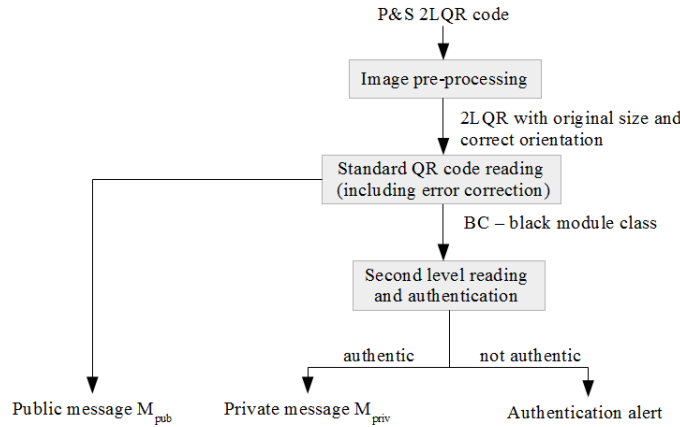 P&S 2LQR code
Image pre-processing
2LQR with original size and
correct orientation
Standard QR code reading
(including error correction)
BC – black module class
Second level reading
and authentication
authentic
not authentic
Public message M_pub
Private message M_priv
Authentication alert